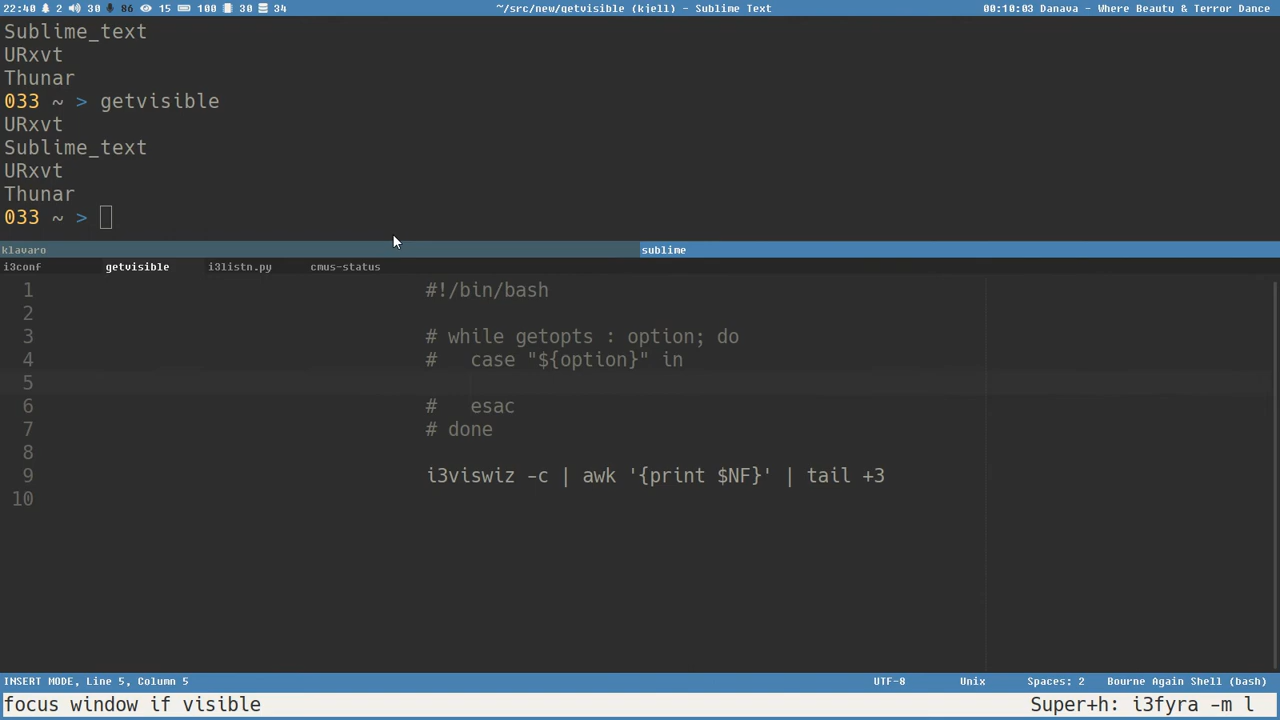 22:40 2 30 86 15 100 30 34 ~/src/new/getvisible (kjell) - Sublime Text 00:10:03 Danava - Where Beauty & Terror Dance
Sublime_text
URxvt
Thunar
033 ~ > getvisible
URxvt
Sublime_text
URxvt
Thunar
033 ~ >
klavaro sublime
i3conf getvisible i3listn.py cmus-status
1 #!/bin/bash
2
3 # while getopts : option; do
4 #   case "${option}" in
5
6 #   esac
7 # done
8
9 i3viswiz -c | awk '{print $NF}' | tail +3
10
INSERT MODE, Line 5, Column 5 UTF-8 Unix Spaces: 2 Bourne Again Shell (bash)
focus window if visible Super+h: i3fyra -m l